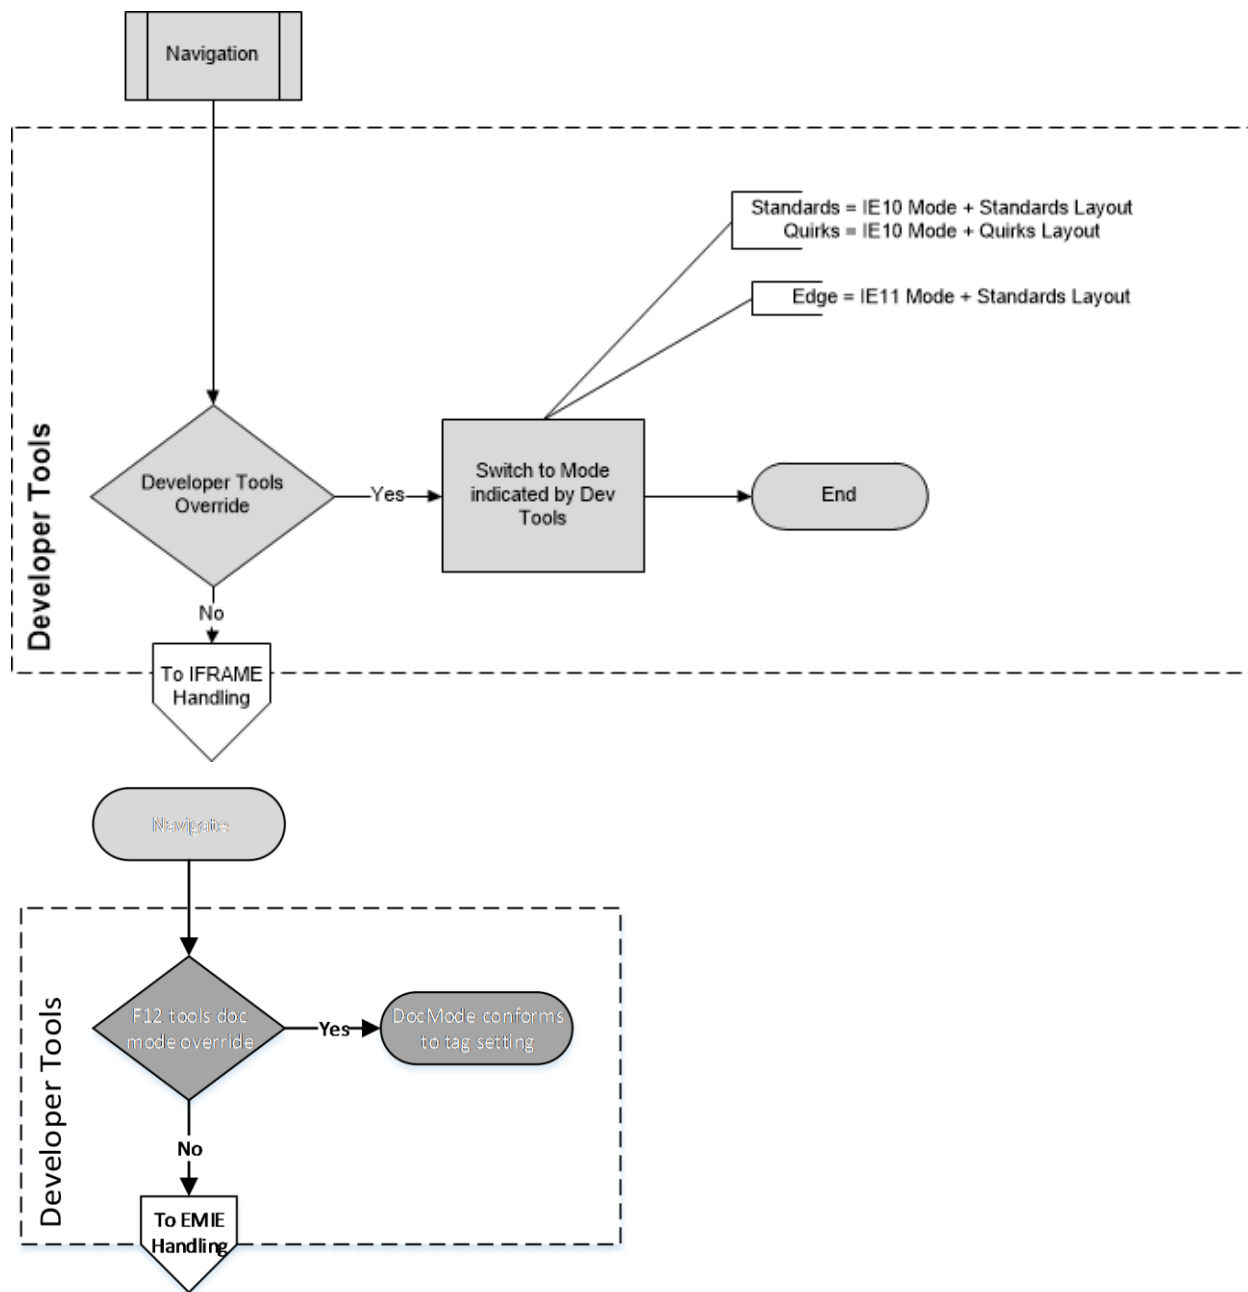 Navigation
Standards = IE10 Mode + Standards Layout
Quirks = IE10 Mode + Quirks Layout
Edge = IE11 Mode + Standards Layout
Developer Tools
Developer Tools
Override
Yes
Switch to Mode
indicated by Dev
Tools
End
No
To IFRAME
Handling
Navigate
Developer Tools
F12 tools doc
mode override
Yes
DocMode conforms
to tag setting
No
To EMIE
Handling